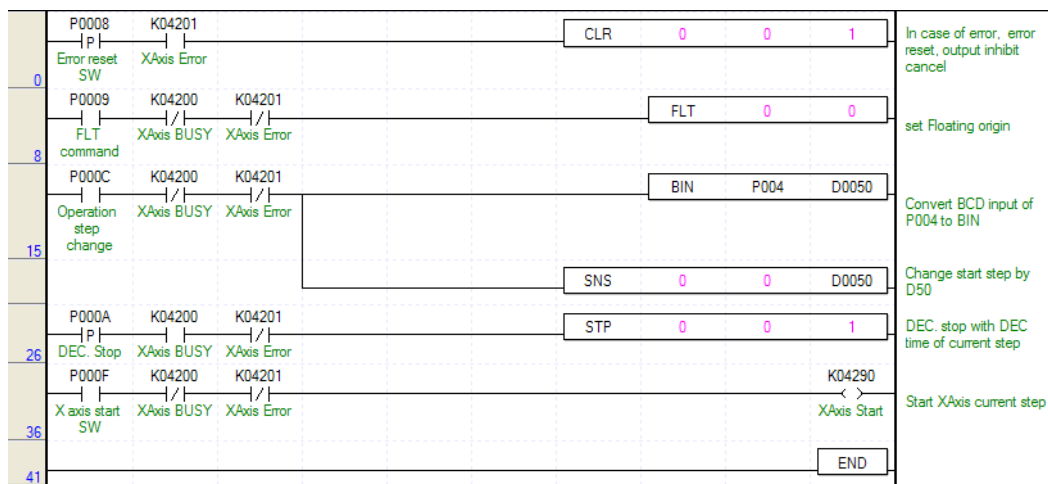 P0008 K04201
P CLR 0 0 1
Error reset SW XAxis Error
In case of error, error
reset, output inhibit
cancel
0
P0009 K04200 K04201
FLT 0 0
FLT command XAxis BUSY XAxis Error
set Floating origin
8
P000C K04200 K04201
BIN P004 D0050
Operation step change XAxis BUSY XAxis Error
Convert BCD input of
P004 to BIN
15
SNS 0 0 D0050
Change start step by
D50
P000A K04200 K04201
P STP 0 0 1
DEC. Stop XAxis BUSY XAxis Error
DEC. stop with DEC
time of current step
26
P000F K04200 K04201 K04290
X axis start SW XAxis BUSY XAxis Error XAxis Start
Start XAxis current step
36
END
41